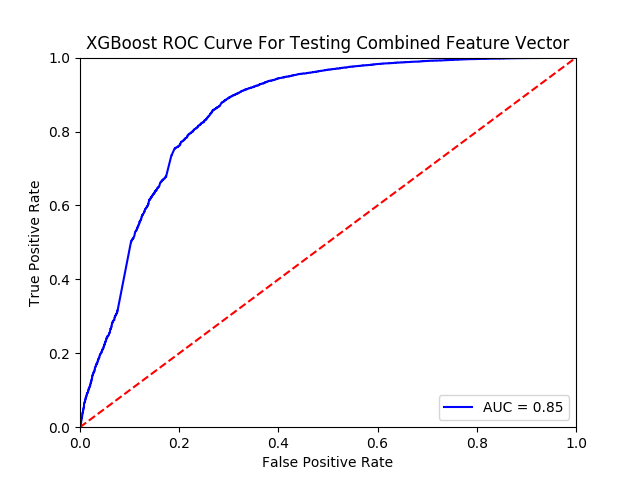 XGBoost ROC Curve For Testing Combined Feature Vector
1.0
0.8
0.6
0.4
0.2
0.0
True Positive Rate
AUC = 0.85
0.0 0.2 0.4 0.6 0.8 1.0
False Positive Rate